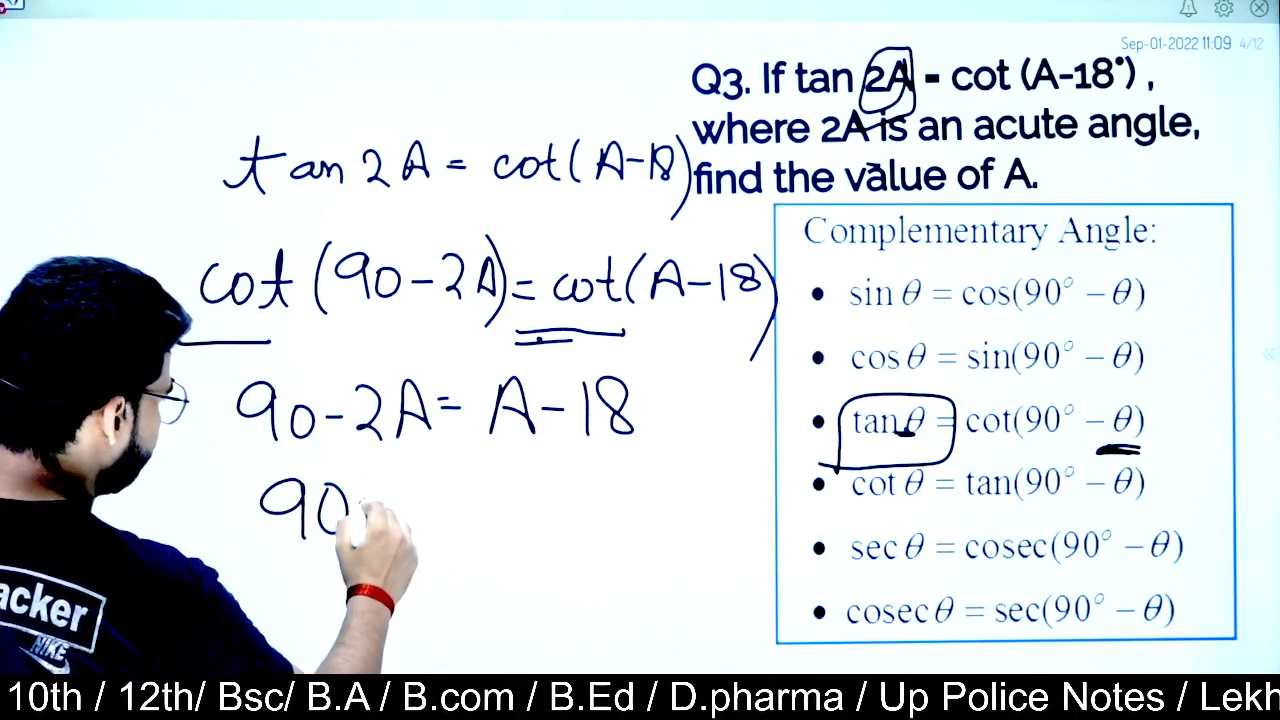 Sep-01-2022 11:09 4/12
Q3. If tan 2A = cot (A-18°) ,
where 2A is an acute angle,
find the value of A.
tan 2A = cot(A-18)
cot (90-2A) = cot(A-18)
90-2A = A-18
90
Complementary Angle:
• sin θ = cos(90° − θ)
• cos θ = sin(90° − θ)
• tan θ = cot(90° − θ)
• cot θ = tan(90° − θ)
• sec θ = cosec(90° − θ)
• cosec θ = sec(90° − θ)
acker
NIKE
10th / 12th/ Bsc/ B.A / B.com / B.Ed / D.pharma / Up Police Notes / Lekh